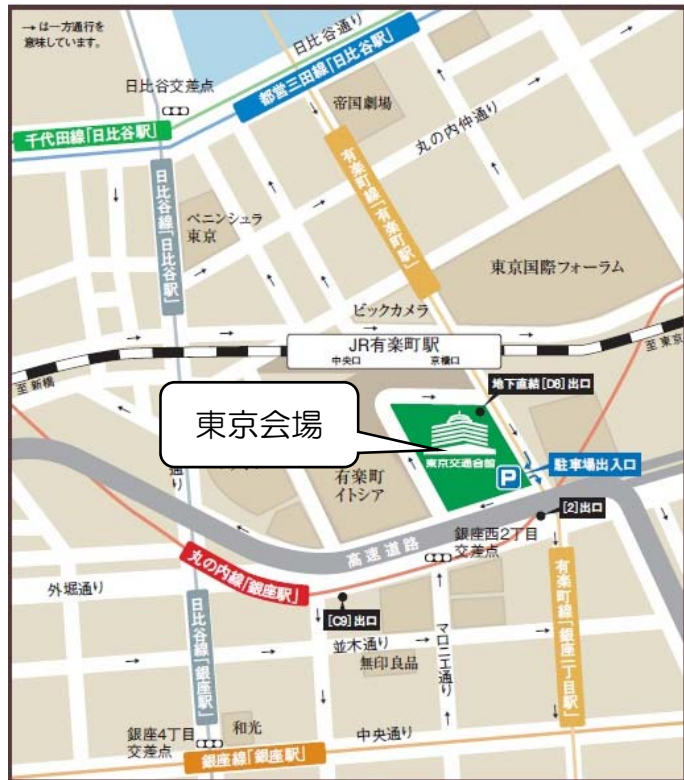 →は一方通行を
意味しています。
日比谷通り
日比谷交差点
都営三田線「日比谷駅」
帝国劇場
千代田線「日比谷駅」
丸の内仲通り
日比谷線「日比谷駅」
有楽町線「有楽町駅」
ペニンシュラ
東京
東京国際フォーラム
ビックカメラ
JR有楽町駅
中央口
京橋口
至新橋
至東京
地下直結[D8]出口
東京会場
東京交通会館
P
駐車場出入口
通り
有楽町
イトシア
[2]出口
高速道路
銀座西2丁目
交差点
丸の内線「銀座駅」
外堀通り
[C9]出口
日比谷線「銀座駅」
有楽町線「銀座一丁目駅」
並木通り
マロニエ通り
無印良品
銀座4丁目
交差点
和光
中央通り
銀座線「銀座駅」